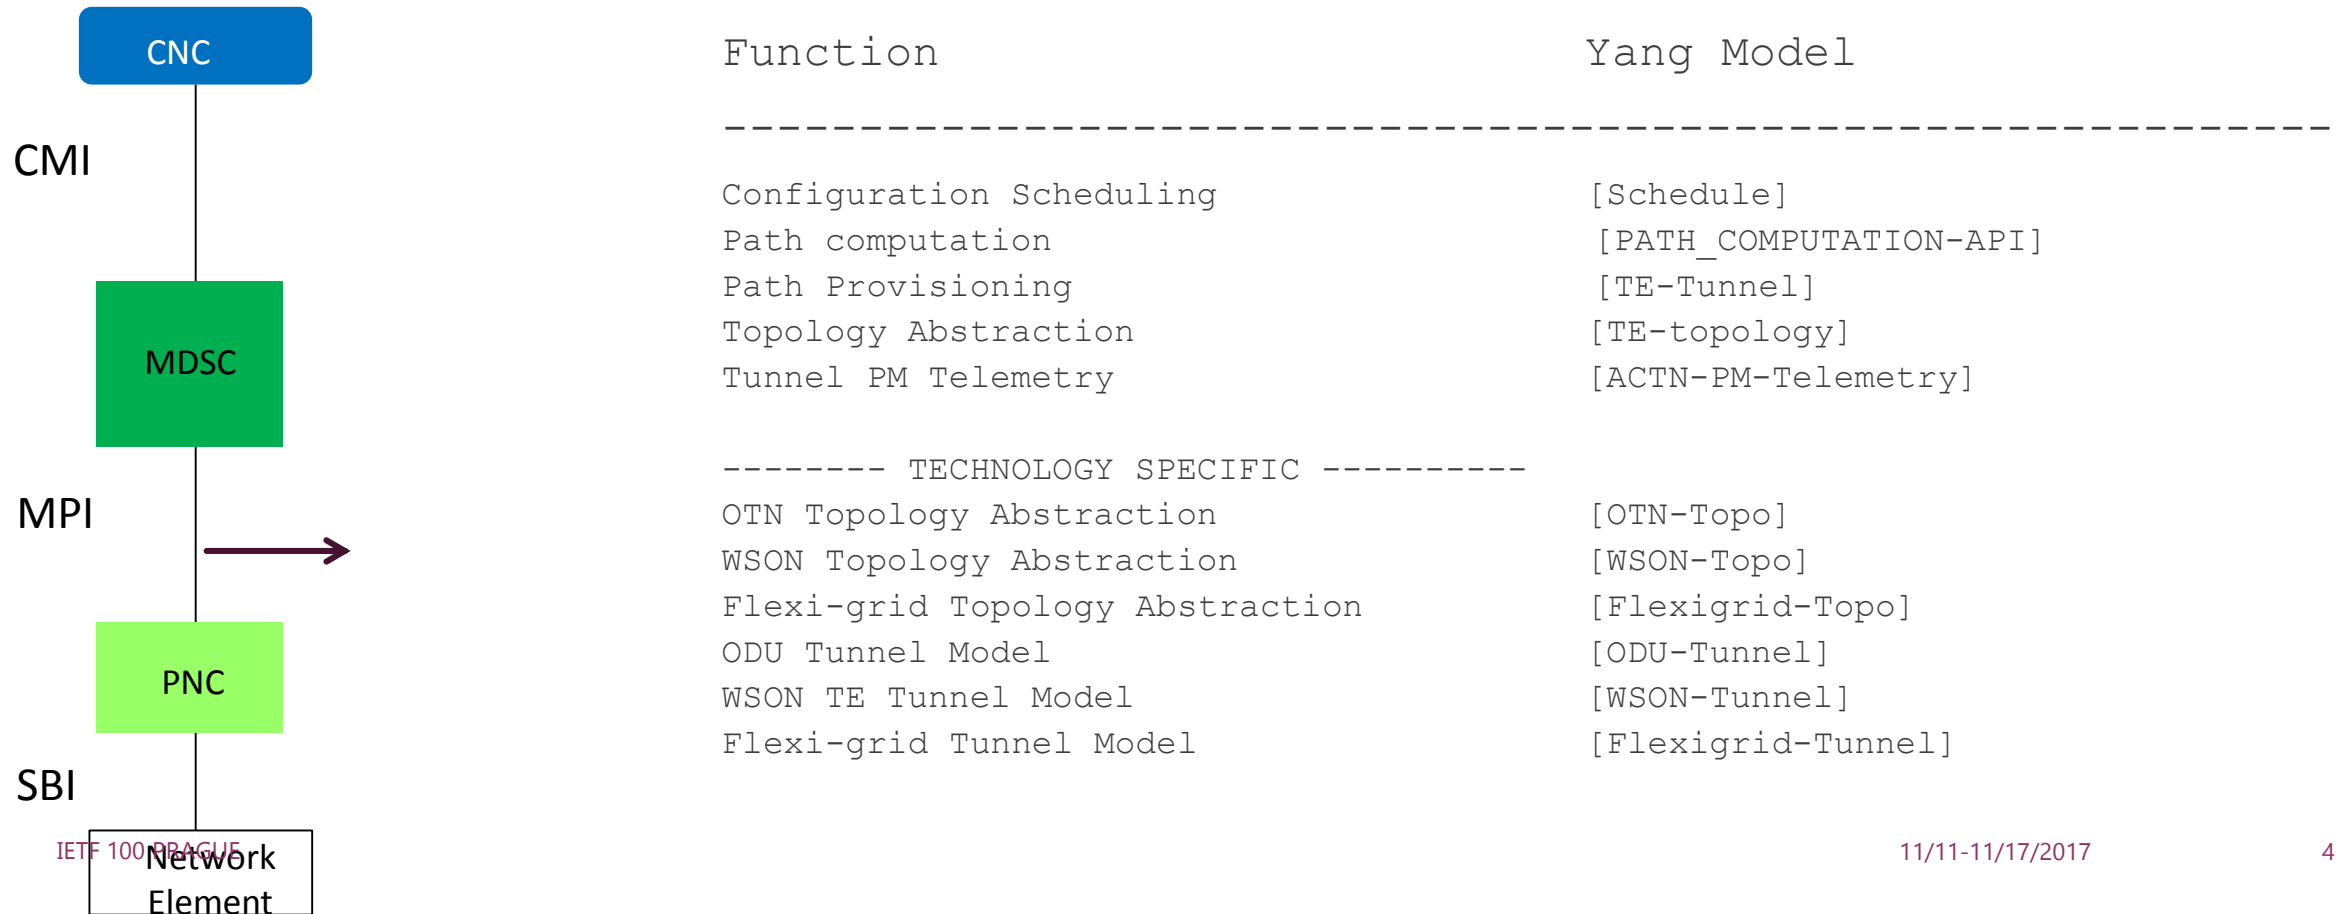 CNC
CMI
MDSC
MPI
PNC
SBI
Network
Element
Function Yang Model
-----------------------------------------------------------
Configuration Scheduling [Schedule]
Path computation [PATH_COMPUTATION-API]
Path Provisioning [TE-Tunnel]
Topology Abstraction [TE-topology]
Tunnel PM Telemetry [ACTN-PM-Telemetry]
-------- TECHNOLOGY SPECIFIC ----------
OTN Topology Abstraction [OTN-Topo]
WSON Topology Abstraction [WSON-Topo]
Flexi-grid Topology Abstraction [Flexigrid-Topo]
ODU Tunnel Model [ODU-Tunnel]
WSON TE Tunnel Model [WSON-Tunnel]
Flexi-grid Tunnel Model [Flexigrid-Tunnel]
IETF 100 PRAGUE 11/11-11/17/2017 4